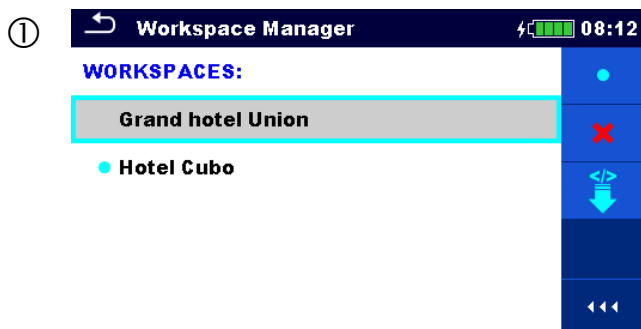 ①
Workspace Manager 08:12
WORKSPACES:
Grand hotel Union
Hotel Cubo
</>